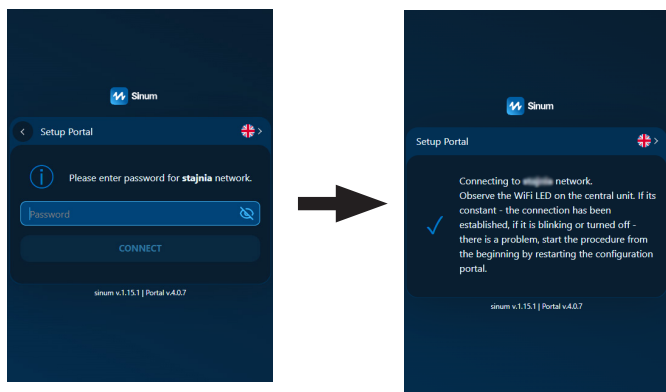 Sinum
Setup Portal
Please enter password for stajnia network.
Password
CONNECT
sinum v.1.15.1 | Portal v.4.0.7
Sinum
Setup Portal
Connecting to network.
Observe the WiFi LED on the central unit. If its
constant - the connection has been
established, if it is blinking or turned off -
there is a problem, start the procedure from
the beginning by restarting the configuration
portal.
sinum v.1.15.1 | Portal v.4.0.7